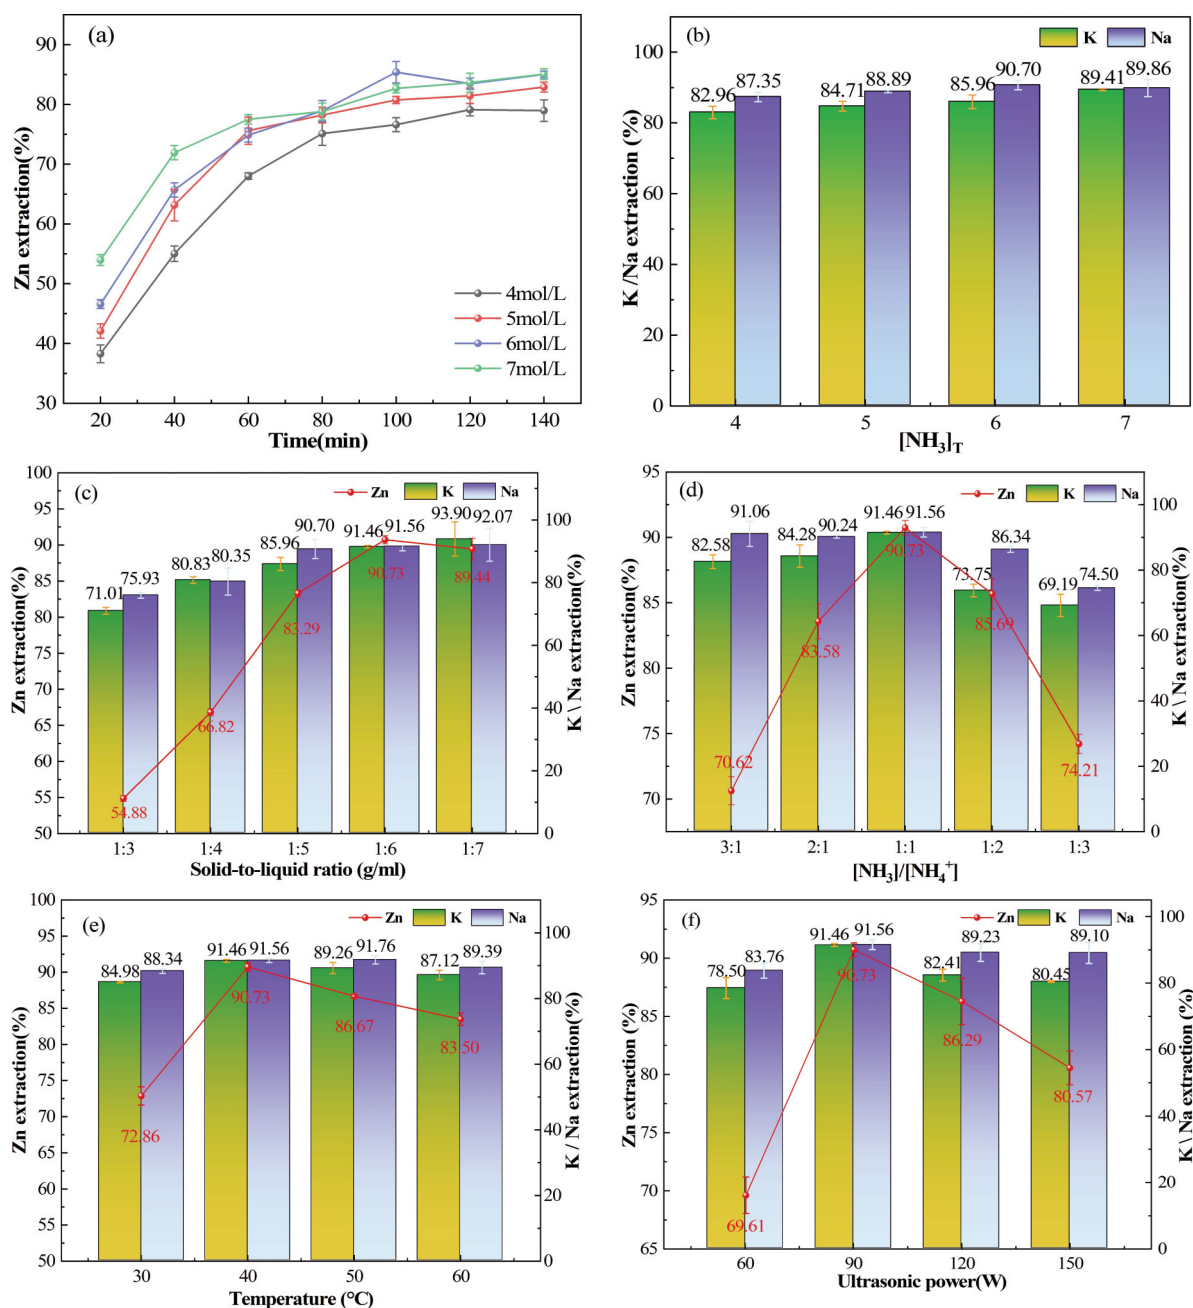 (a)
Zn extraction(%)
90
80
70
60
50
40
30
20 40 60 80 100 120 140
Time(min)
4mol/L
5mol/L
6mol/L
7mol/L
(b)
K Na
K /Na extraction (%)
100
80
60
40
20
0
82.96 87.35 84.71 88.89 85.96 90.70 89.41 89.86
4 5 6 7
[NH3]T
(c)
Zn K Na
Zn extraction(%)
100
95
90
85
80
75
70
65
60
55
50
71.01 75.93 80.83 80.35 85.96 90.70 91.46 91.56 93.90 92.07
54.88 66.82 83.29 90.73 89.44
100
80
60
40
20
0
K \ Na extraction(%)
1:3 1:4 1:5 1:6 1:7
Solid-to-liquid ratio (g/ml)
(d)
Zn K Na
Zn extraction(%)
95
90
85
80
75
70
82.58 91.06 84.28 90.24 91.46 91.56 73.75 86.34 69.19 74.50
70.62 83.58 90.73 85.69 74.21
100
80
60
40
20
0
K \ Na extraction(%)
3:1 2:1 1:1 1:2 1:3
[NH3]/[NH4+]
(e)
Zn K Na
Zn extraction(%)
100
95
90
85
80
75
70
65
60
55
50
84.98 88.34 91.46 91.56 89.26 91.76 87.12 89.39
72.86 90.73 86.67 83.50
100
80
60
40
20
0
K / Na extraction(%)
30 40 50 60
Temperature (°C)
(f)
Zn K Na
Zn extraction (%)
95
90
85
80
75
70
65
78.50 83.76 91.46 91.56 82.41 89.23 80.45 89.10
69.61 90.73 86.29 80.57
100
80
60
40
20
0
K \ Na extraction (%)
60 90 120 150
Ultrasonic power(W)